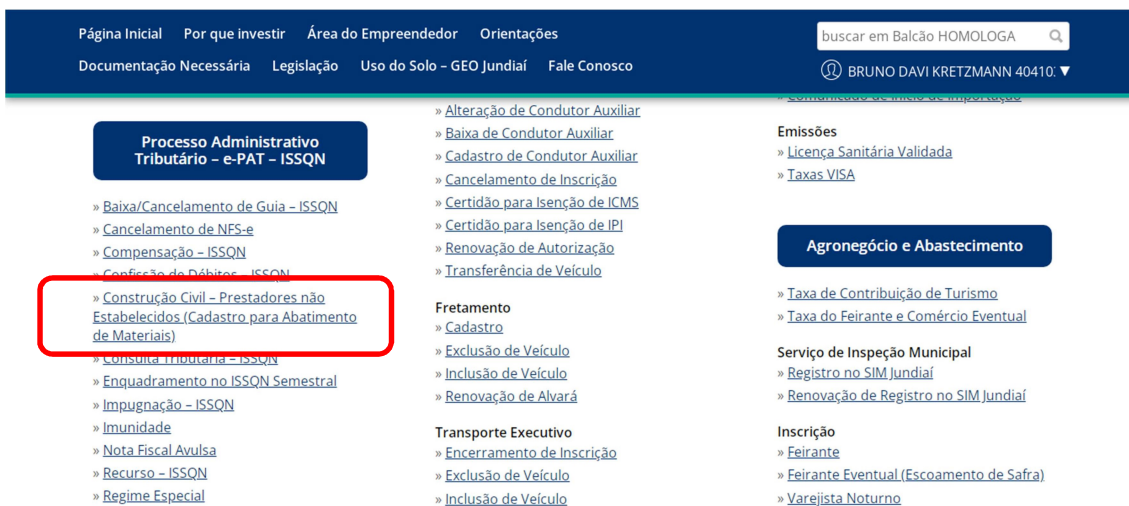 Página Inicial Por que investir Área do Empreendedor Orientações
Documentação Necessária Legislação Uso do Solo – GEO Jundiaí Fale Conosco
buscar em Balcão HOMOLOGA
BRUNO DAVI KRETZMANN 40410: ▼
Processo Administrativo
Tributário – e-PAT – ISSQN
» Baixa/Cancelamento de Guia – ISSQN
» Cancelamento de NFS-e
» Compensação – ISSQN
» Confissão de Débitos – ISSQN
» Construção Civil – Prestadores não
Estabelecidos (Cadastro para Abatimento
de Materiais)
» Consulta Tributária – ISSQN
» Enquadramento no ISSQN Semestral
» Impugnação – ISSQN
» Imunidade
» Nota Fiscal Avulsa
» Recurso – ISSQN
» Regime Especial
» Alteração de Condutor Auxiliar
» Baixa de Condutor Auxiliar
» Cadastro de Condutor Auxiliar
» Cancelamento de Inscrição
» Certidão para Isenção de ICMS
» Certidão para Isenção de IPI
» Renovação de Autorização
» Transferência de Veículo
Fretamento
» Cadastro
» Exclusão de Veículo
» Inclusão de Veículo
» Renovação de Alvará
Transporte Executivo
» Encerramento de Inscrição
» Exclusão de Veículo
» Inclusão de Veículo
» Comunicado de Início de Importação
Emissões
» Licença Sanitária Validada
» Taxas VISA
Agronegócio e Abastecimento
» Taxa de Contribuição de Turismo
» Taxa do Feirante e Comércio Eventual
Serviço de Inspeção Municipal
» Registro no SIM Jundiaí
» Renovação de Registro no SIM Jundiaí
Inscrição
» Feirante
» Feirante Eventual (Escoamento de Safra)
» Varejista Noturno